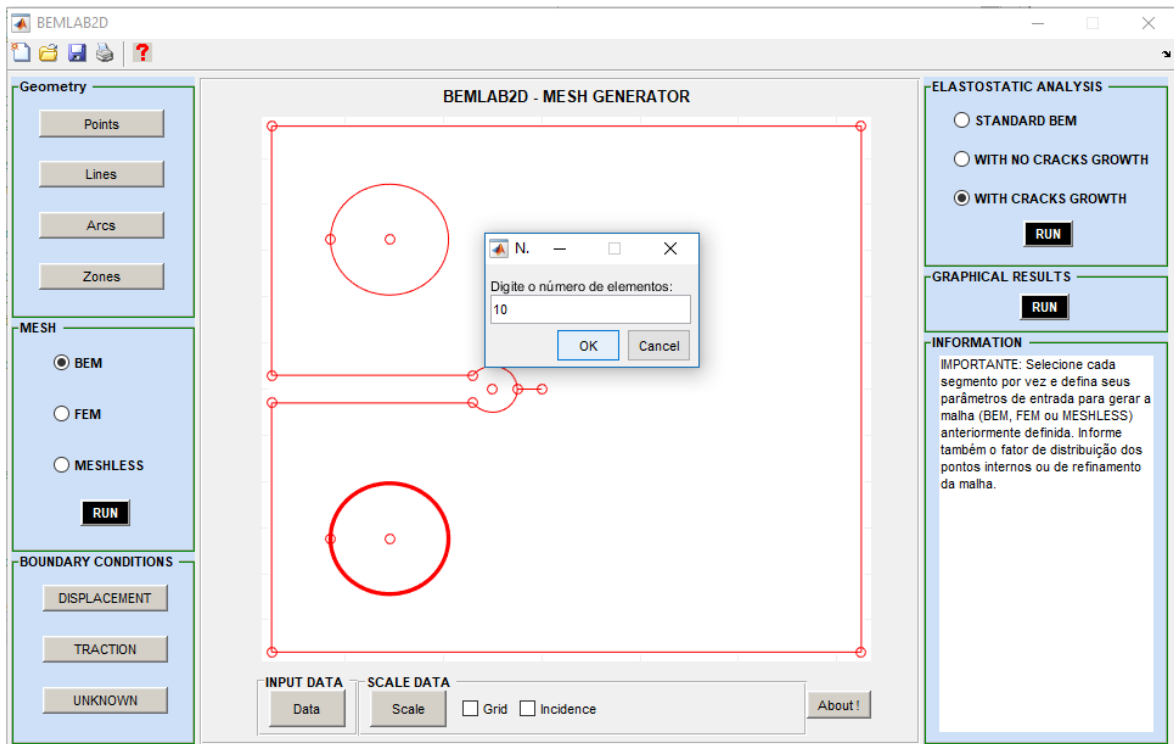 BEMLAB2D
?
Geometry
Points
Lines
Arcs
Zones
MESH
BEM
FEM
MESHLESS
RUN
BOUNDARY CONDITIONS
DISPLACEMENT
TRACTION
UNKNOWN
BEMLAB2D - MESH GENERATOR
N.
Digite o número de elementos:
10
OK
Cancel
INPUT DATA
Data
SCALE DATA
Scale
Grid
Incidence
About !
ELASTOSTATIC ANALYSIS
STANDARD BEM
WITH NO CRACKS GROWTH
WITH CRACKS GROWTH
RUN
GRAPHICAL RESULTS
RUN
INFORMATION
IMPORTANTE: Selecione cada
segmento por vez e defina seus
parâmetros de entrada para gerar a
malha (BEM, FEM ou MESHLESS)
anteriormente definida. Informe
também o fator de distribuição dos
pontos internos ou de refinamento
da malha.